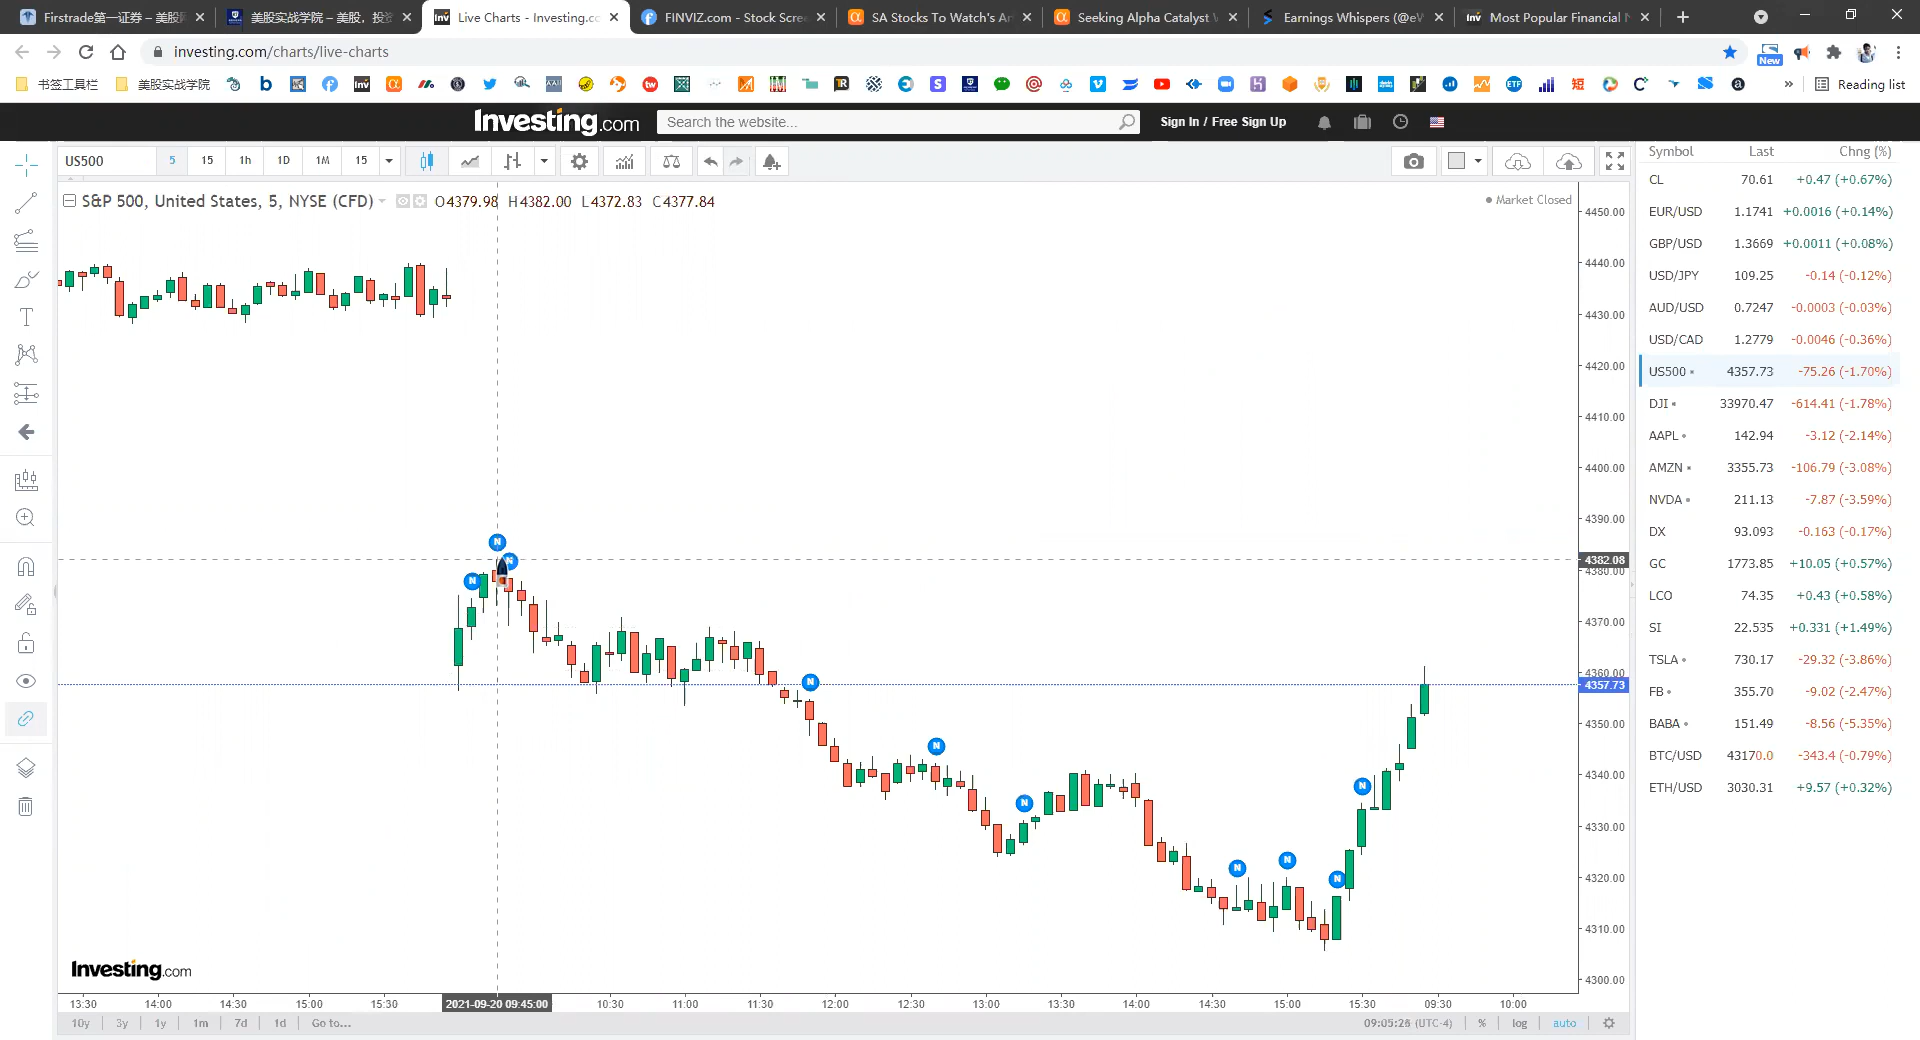 Firstrade第一证券 – 美股
美股实战学院 – 美股，投资
Live Charts - Investing.co
FINVIZ.com - Stock Scre
SA Stocks To Watch's Ar
Seeking Alpha Catalyst
Earnings Whispers (@eV
Most Popular Financial
investing.com/charts/live-charts
New
书签工具栏
美股实战学院
Reading list
Investing.com
Search the website...
Sign In / Free Sign Up
US500 5 15 1h 1D 1M 15
S&P 500, United States, 5, NYSE (CFD) O4379.98 H4382.00 L4372.83 C4377.84
Market Closed
4450.00
4440.00
4430.00
4420.00
4410.00
4400.00
4390.00
4382.08
4380.00
4370.00
4360.00
4357.73
4350.00
4340.00
4330.00
4320.00
4310.00
4300.00
N
N
N
N
N
N
N
N
N
N
Investing.com
13:30 14:00 14:30 15:00 15:30 2021-09-20 09:45:00 10:30 11:00 11:30 12:00 12:30 13:00 13:30 14:00 14:30 15:00 15:30 09:30 10:00
10y 3y 1y 1m 7d 1d Go to... 09:05:26 (UTC-4) % log auto
Symbol Last Chng (%)
CL 70.61 +0.47 (+0.67%)
EUR/USD 1.1741 +0.0016 (+0.14%)
GBP/USD 1.3669 +0.0011 (+0.08%)
USD/JPY 109.25 -0.14 (-0.12%)
AUD/USD 0.7247 -0.0003 (-0.03%)
USD/CAD 1.2779 -0.0046 (-0.36%)
US500 4357.73 -75.26 (-1.70%)
DJI 33970.47 -614.41 (-1.78%)
AAPL 142.94 -3.12 (-2.14%)
AMZN 3355.73 -106.79 (-3.08%)
NVDA 211.13 -7.87 (-3.59%)
DX 93.093 -0.163 (-0.17%)
GC 1773.85 +10.05 (+0.57%)
LCO 74.35 +0.43 (+0.58%)
SI 22.535 +0.331 (+1.49%)
TSLA 730.17 -29.32 (-3.86%)
FB 355.70 -9.02 (-2.47%)
BABA 151.49 -8.56 (-5.35%)
BTC/USD 43170.0 -343.4 (-0.79%)
ETH/USD 3030.31 +9.57 (+0.32%)